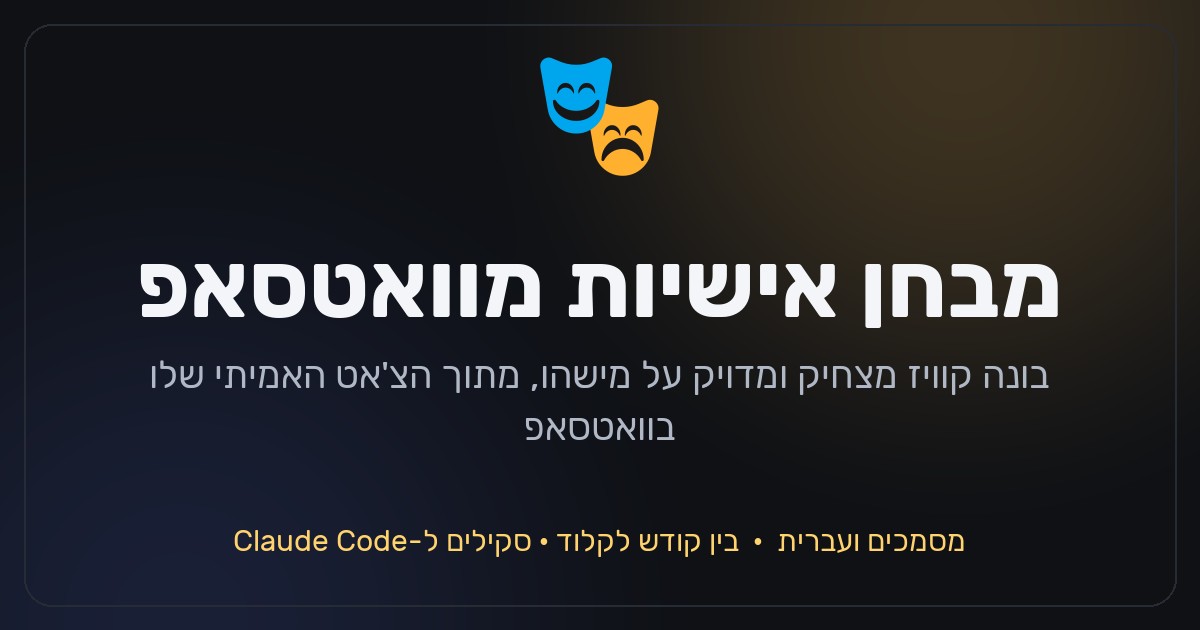 מבחן אישיות מוואטסאפ
בונה קוויז מצחיק ומדויק על מישהו, מתוך הצ'אט האמיתי שלו
בוואטסאפ
מסמכים ועברית • בין קודש לקלוד • סקילים ל-Claude Code